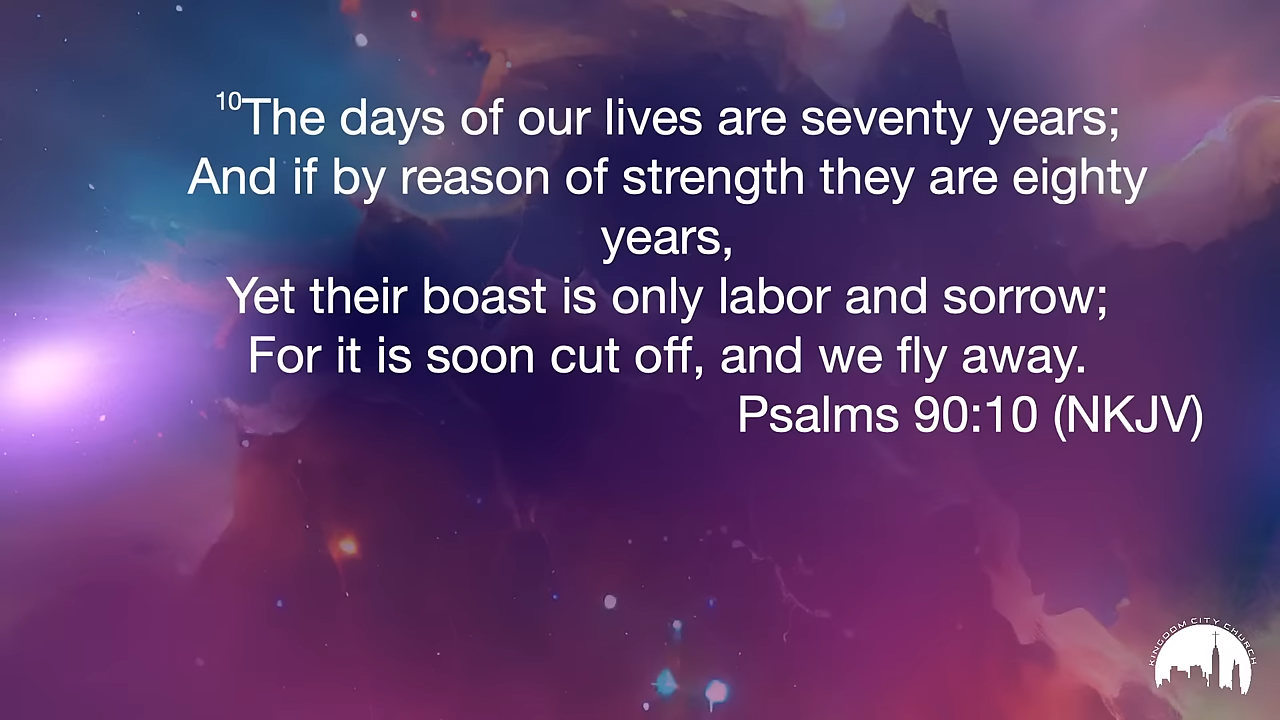 10The days of our lives are seventy years;
And if by reason of strength they are eighty
years,
Yet their boast is only labor and sorrow;
For it is soon cut off, and we fly away.
Psalms 90:10 (NKJV)
KINGDOM CITY CHURCH